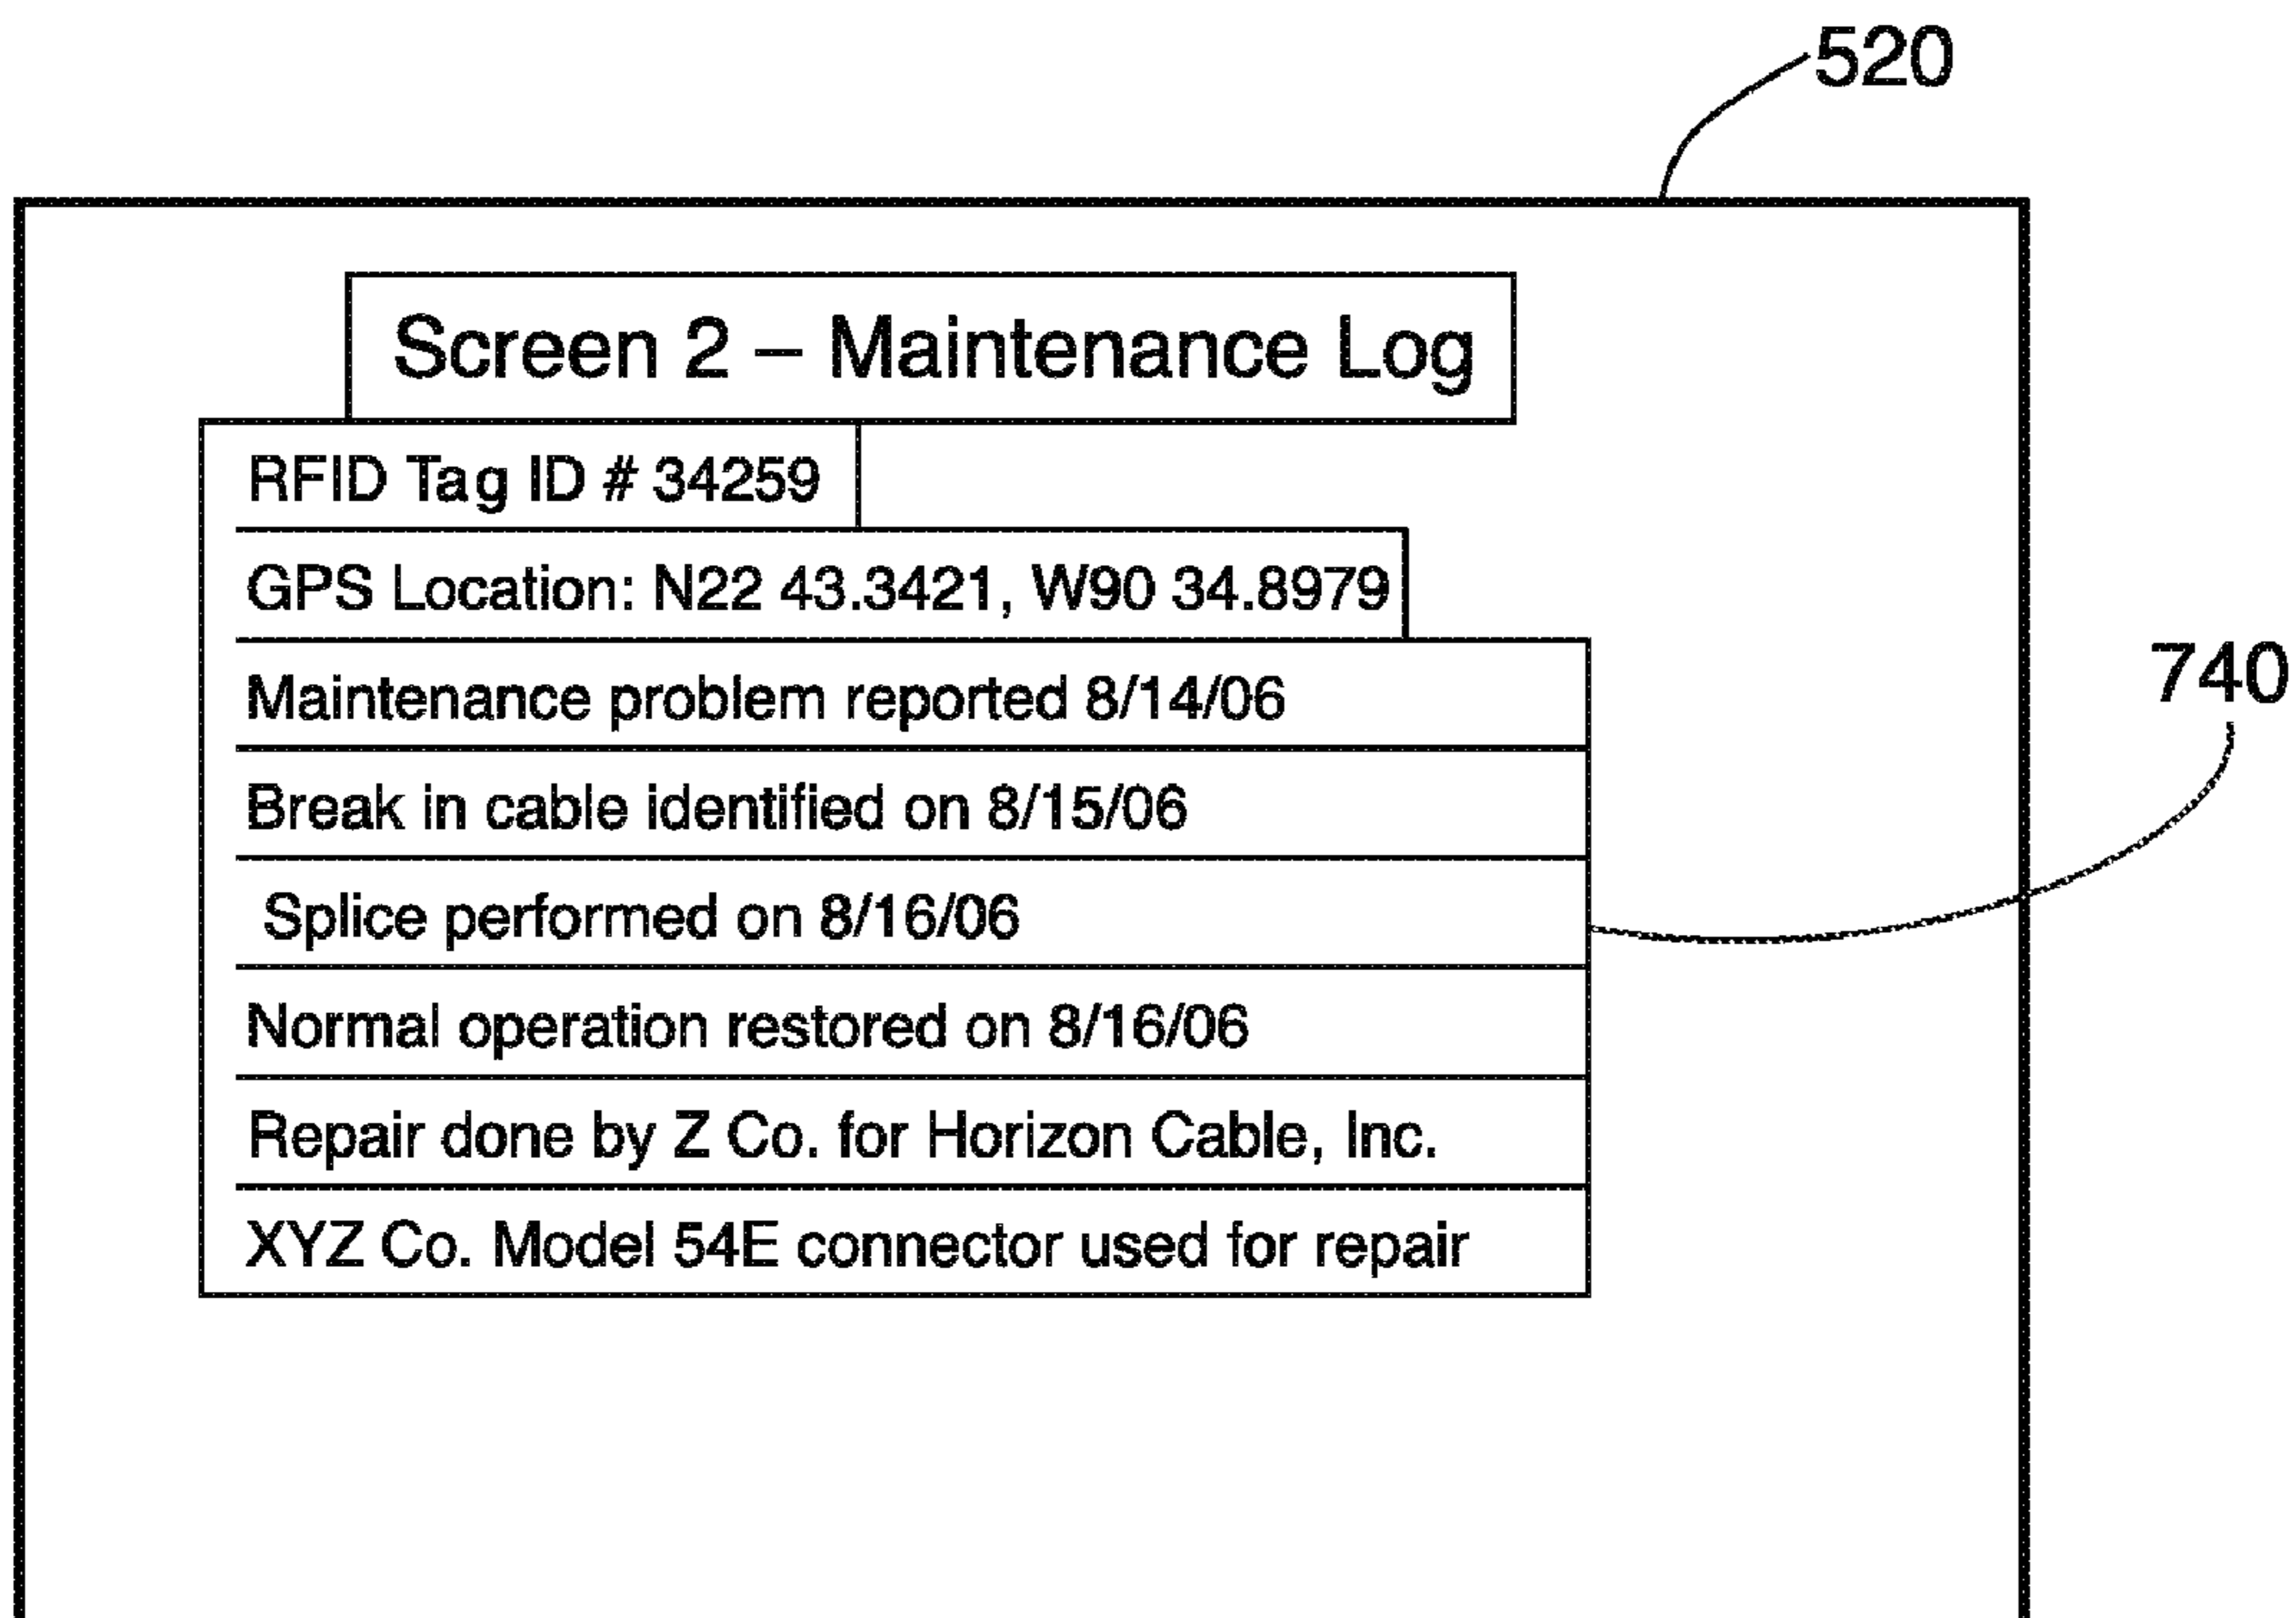 520
Screen 2 – Maintenance Log
RFID Tag ID # 34259
GPS Location: N22 43.3421, W90 34.8979
Maintenance problem reported 8/14/06
740
Break in cable identified on 8/15/06
Splice performed on 8/16/06
Normal operation restored on 8/16/06
Repair done by Z Co. for Horizon Cable, Inc.
XYZ Co. Model 54E connector used for repair